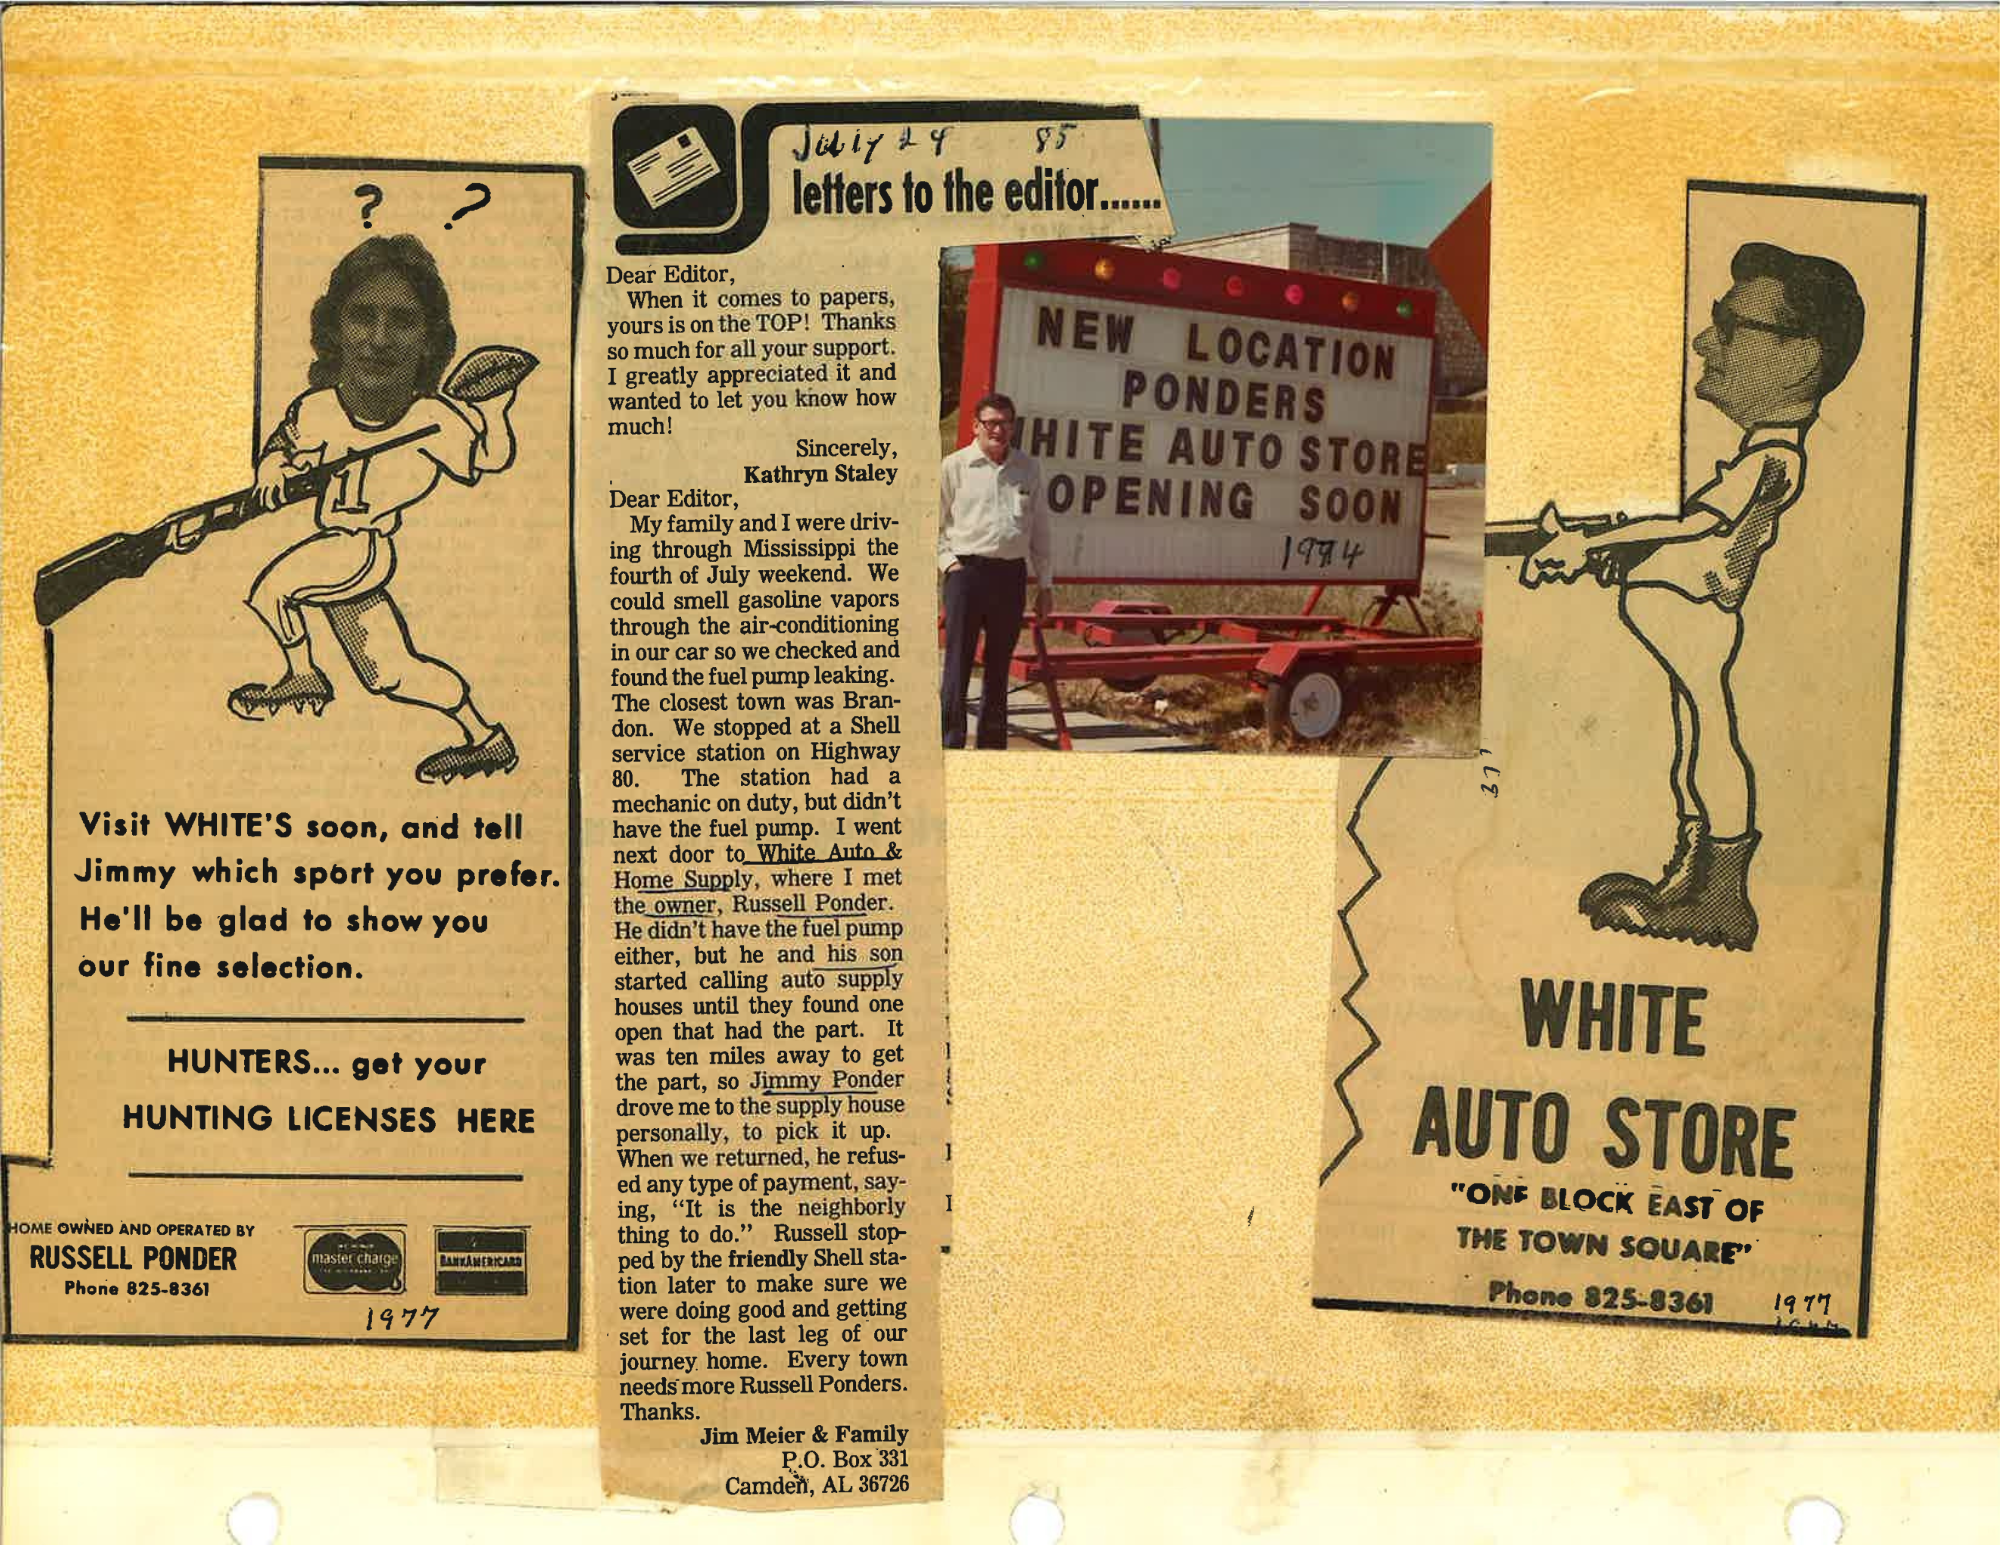 ? ?
Visit WHITE'S soon, and tell
Jimmy which sport you prefer.
He'll be glad to show you
our fine selection.
HUNTERS... get your
HUNTING LICENSES HERE
HOME OWNED AND OPERATED BY
RUSSELL PONDER
Phone 825-8361
master charge
BANKAMERICARD
1977
July 24 85
letters to the editor......
Dear Editor,
When it comes to papers,
yours is on the TOP! Thanks
so much for all your support.
I greatly appreciated it and
wanted to let you know how
much!
Sincerely,
Kathryn Staley
Dear Editor,
My family and I were driv-
ing through Mississippi the
fourth of July weekend. We
could smell gasoline vapors
through the air-conditioning
in our car so we checked and
found the fuel pump leaking.
The closest town was Bran-
don. We stopped at a Shell
service station on Highway
80. The station had a
mechanic on duty, but didn't
have the fuel pump. I went
next door to White Auto &
Home Supply, where I met
the owner, Russell Ponder.
He didn't have the fuel pump
either, but he and his son
started calling auto supply
houses until they found one
open that had the part. It
was ten miles away to get
the part, so Jimmy Ponder
drove me to the supply house
personally, to pick it up.
When we returned, he refus-
ed any type of payment, say-
ing, "It is the neighborly
thing to do." Russell stop-
ped by the friendly Shell sta-
tion later to make sure we
were doing good and getting
set for the last leg of our
journey home. Every town
needs more Russell Ponders.
Thanks.
Jim Meier & Family
P.O. Box 331
Camden, AL 36726
NEW LOCATION
PONDERS
WHITE AUTO STORE
OPENING SOON
WHITE
AUTO STORE
"ONE BLOCK EAST OF
THE TOWN SQUARE"
Phone 825-8361
1977